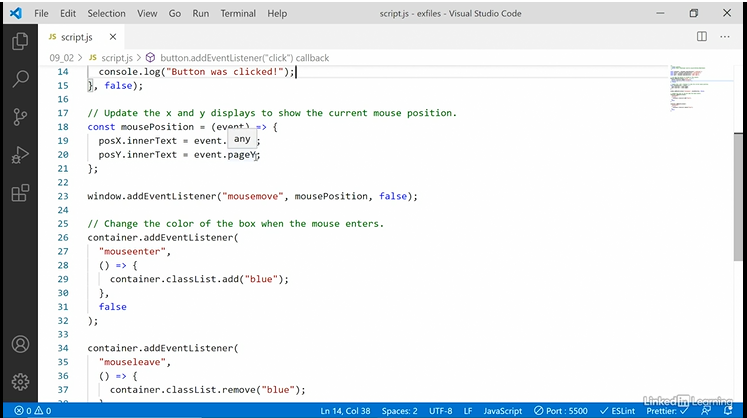 File Edit Selection View Go Run Terminal Help script.js - exfiles - Visual Studio Code
JS script.js
09_02 > JS script.js > button.addEventListener("click") callback
14 console.log("Button was clicked!");
15 }, false);
16
17 // Update the x and y displays to show the current mouse position.
18 const mousePosition = (event) => {
19 posX.innerText = event. ;
any
20 posY.innerText = event.pageY;
21 };
22
23 window.addEventListener("mousemove", mousePosition, false);
24
25 // Change the color of the box when the mouse enters.
26 container.addEventListener(
27 "mouseenter",
28 () => {
29 container.classList.add("blue");
30 },
31 false
32 );
33
34 container.addEventListener(
35 "mouseleave",
36 () => {
37 container.classList.remove("blue");
Linked in Learning
0 0 Ln 14, Col 38 Spaces: 2 UTF-8 LF JavaScript Port : 5500 ESLint Prettier: